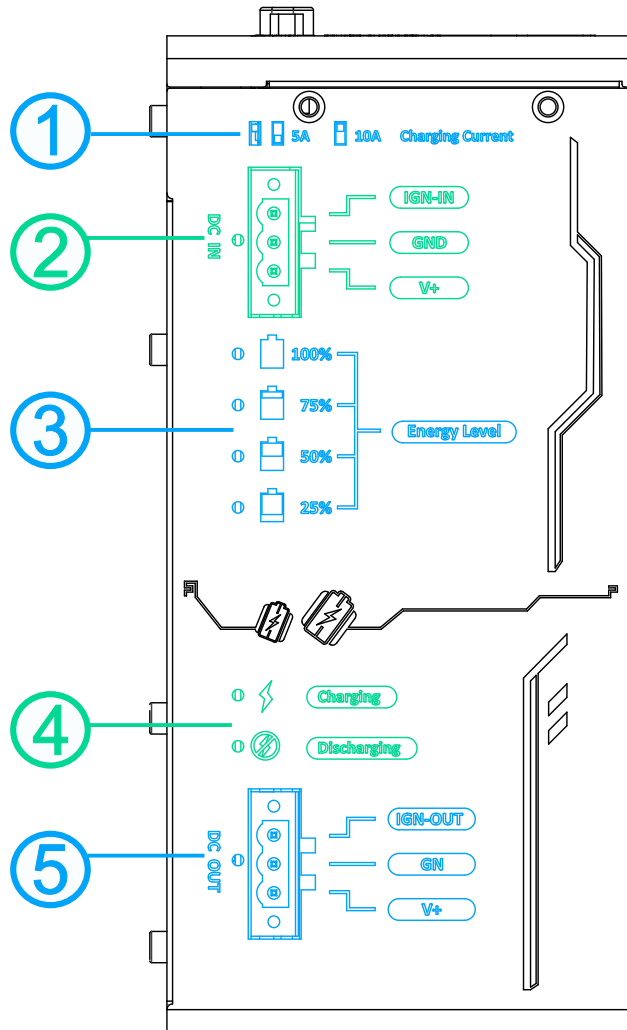 1
5A 10A Charging Current
2
DC IN
IGN-IN
GND
V+
3
100%
75%
50%
25%
Energy Level
4
Charging
Discharging
5
DC OUT
IGN-OUT
GN
V+